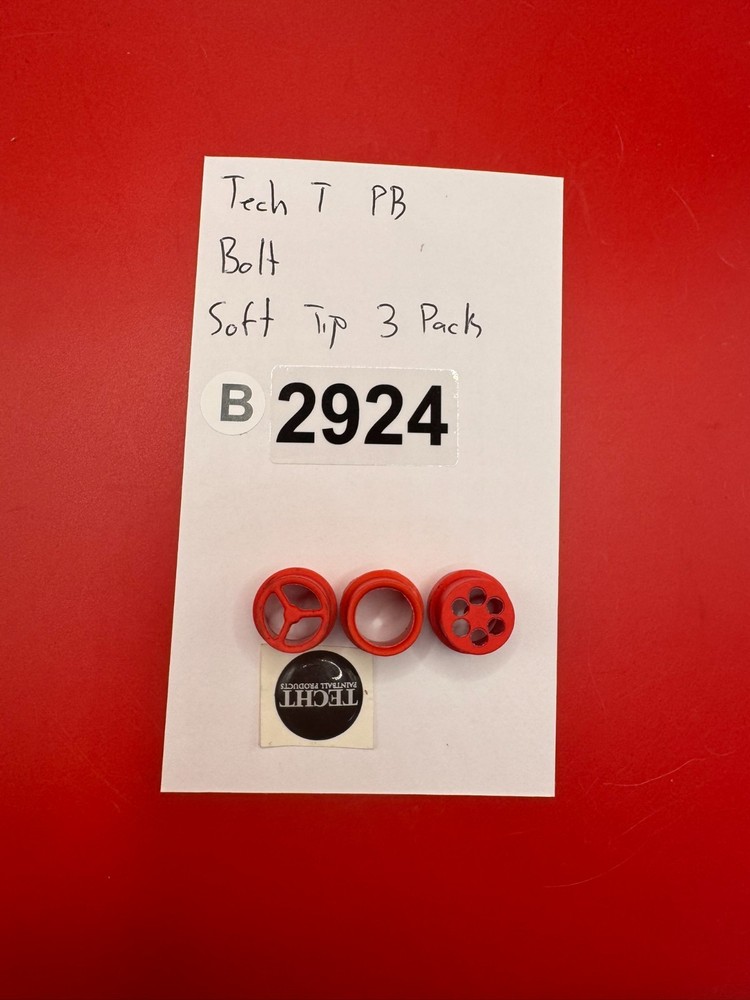 Tech T PB
Bolt
Soft Tip 3 Pack
B 2924
TECHT
PAINTBALL PRODUCTS